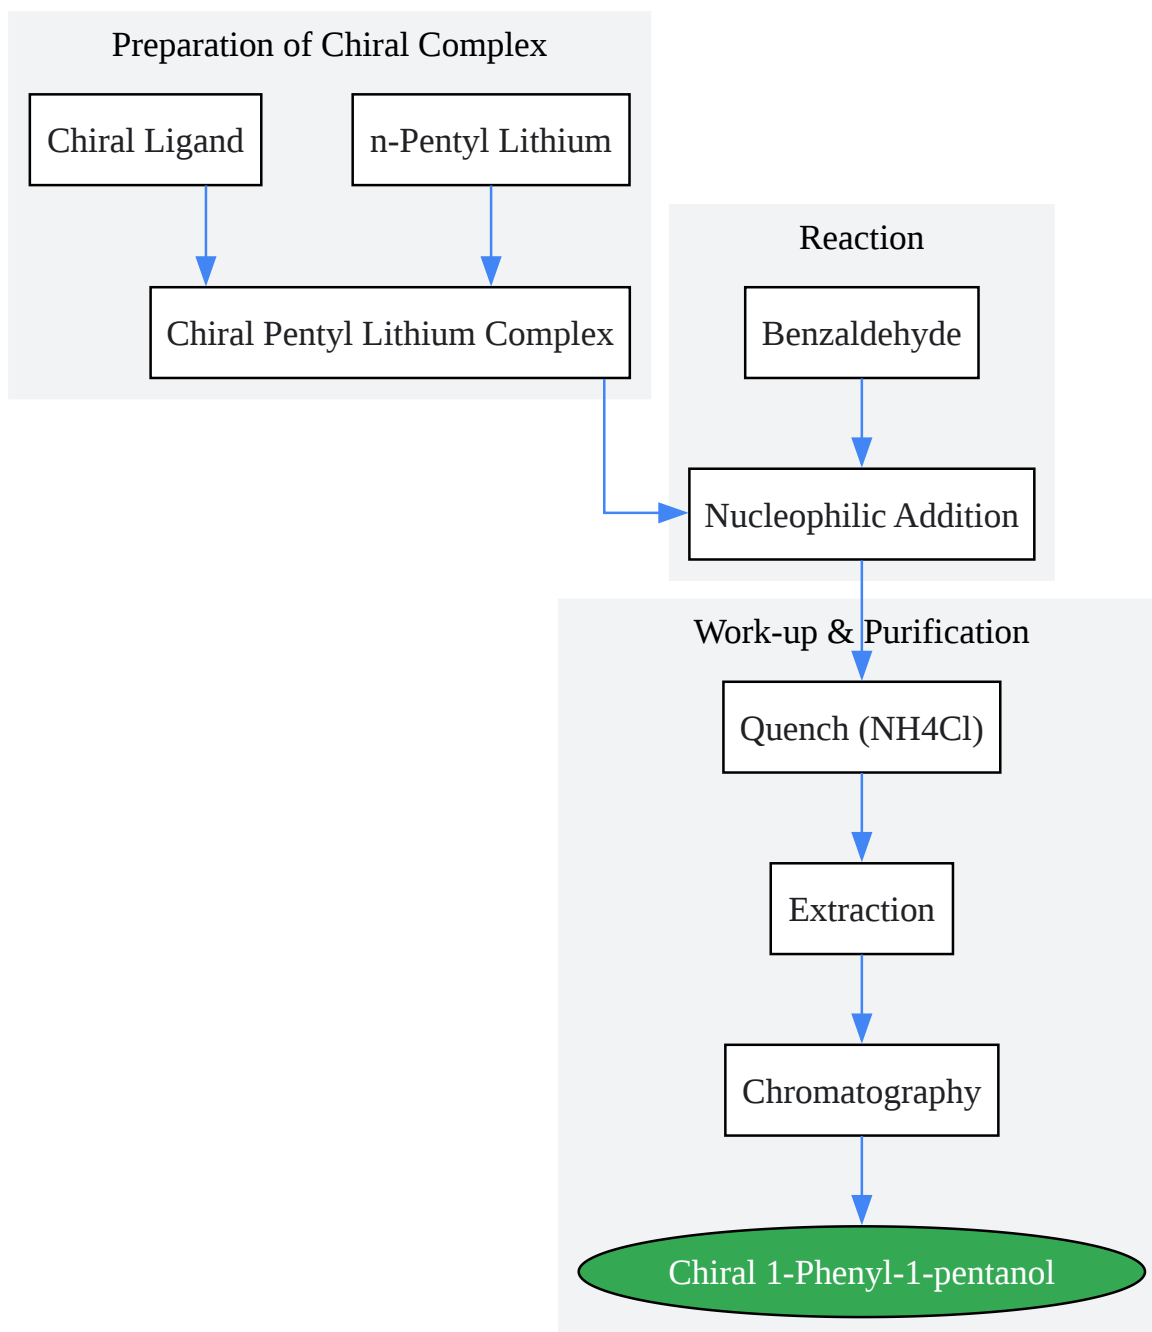 Preparation of Chiral Complex
Chiral Ligand
n-Pentyl Lithium
Chiral Pentyl Lithium Complex
Reaction
Benzaldehyde
Nucleophilic Addition
Work-up & Purification
Quench (NH4Cl)
Extraction
Chromatography
Chiral 1-Phenyl-1-pentanol